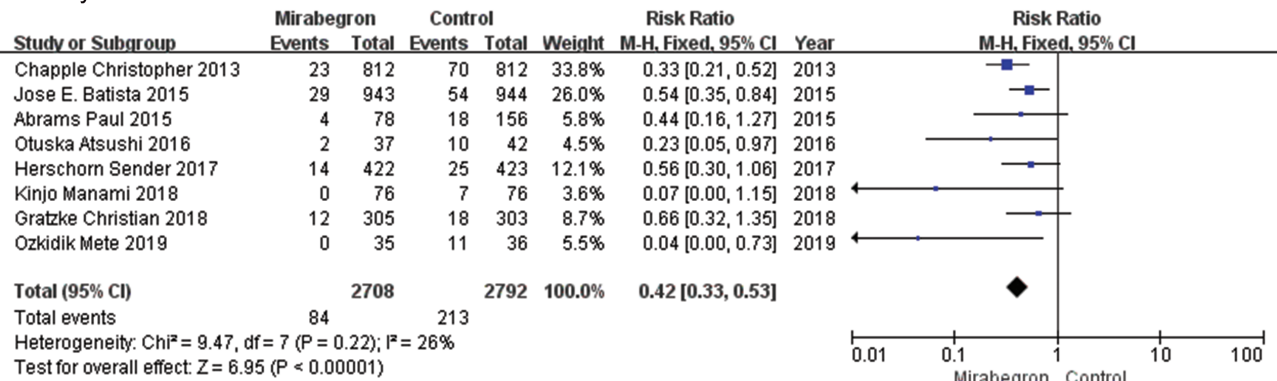 Mirabegron Control Risk Ratio Risk Ratio
Study or Subgroup Events Total Events Total Weight M-H, Fixed, 95% CI Year M-H, Fixed, 95% CI
Chapple Christopher 2013 23 812 70 812 33.8% 0.33 [0.21, 0.52] 2013
Jose E. Batista 2015 29 943 54 944 26.0% 0.54 [0.35, 0.84] 2015
Abrams Paul 2015 4 78 18 156 5.8% 0.44 [0.16, 1.27] 2015
Otuska Atsushi 2016 2 37 10 42 4.5% 0.23 [0.05, 0.97] 2016
Herschorn Sender 2017 14 422 25 423 12.1% 0.56 [0.30, 1.06] 2017
Kinjo Manami 2018 0 76 7 76 3.6% 0.07 [0.00, 1.15] 2018
Gratzke Christian 2018 12 305 18 303 8.7% 0.66 [0.32, 1.35] 2018
Ozkidik Mete 2019 0 35 11 36 5.5% 0.04 [0.00, 0.73] 2019
Total (95% CI) 2708 2792 100.0% 0.42 [0.33, 0.53]
Total events 84 213
Heterogeneity: Chi² = 9.47, df = 7 (P = 0.22); I² = 26%
Test for overall effect: Z = 6.95 (P < 0.00001)
0.01 0.1 1 10 100
Mirabegron Control